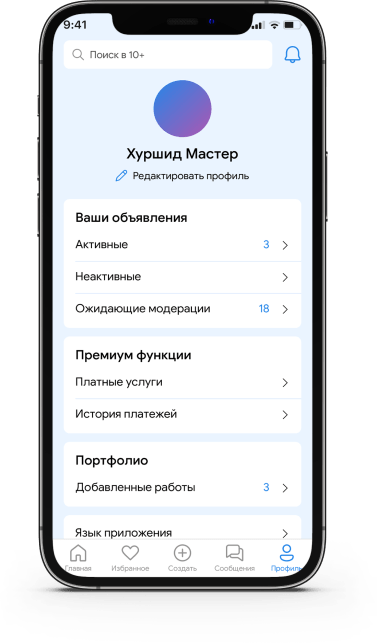 9:41
Поиск в 10+
Хуршид Мастер
Редактировать профиль
Ваши объявления
Активные 3
Неактивные
Ожидающие модерации 18
Премиум функции
Платные услуги
История платежей
Портфолио
Добавленные работы 3
Язык приложения
Главная Избранное Создать Сообщения Профиль